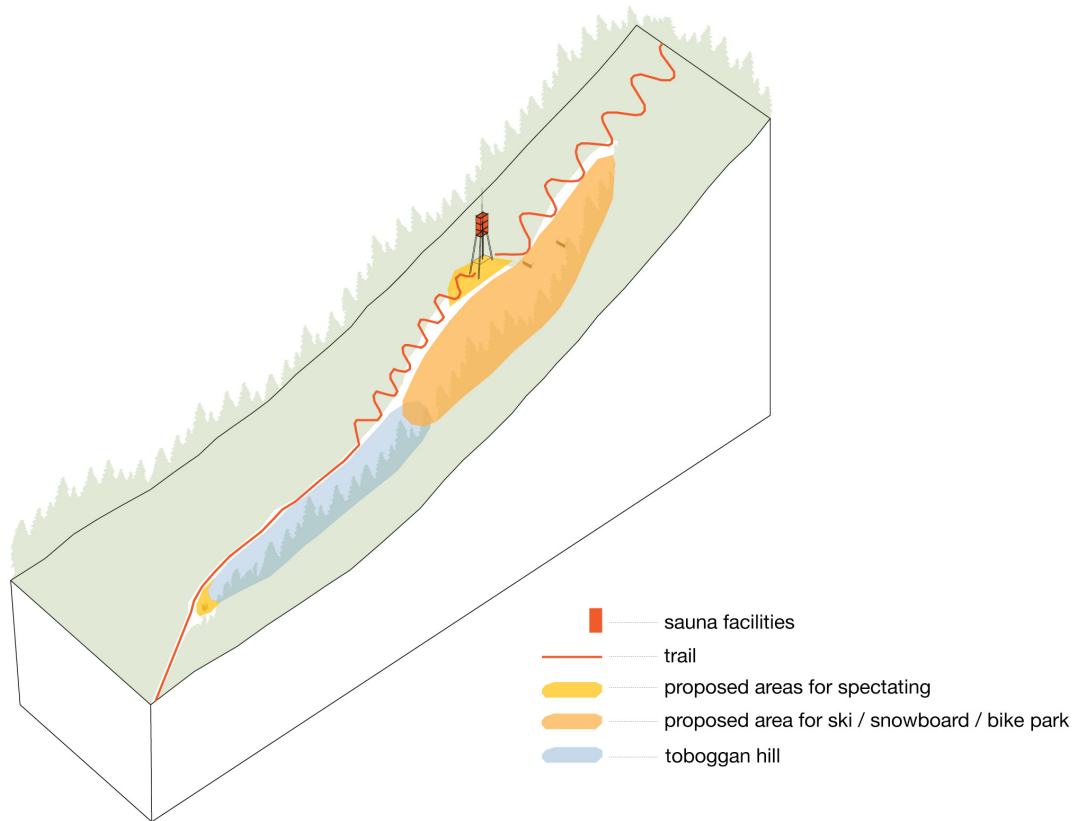 sauna facilities
trail
proposed areas for spectating
proposed area for ski / snowboard / bike park
toboggan hill